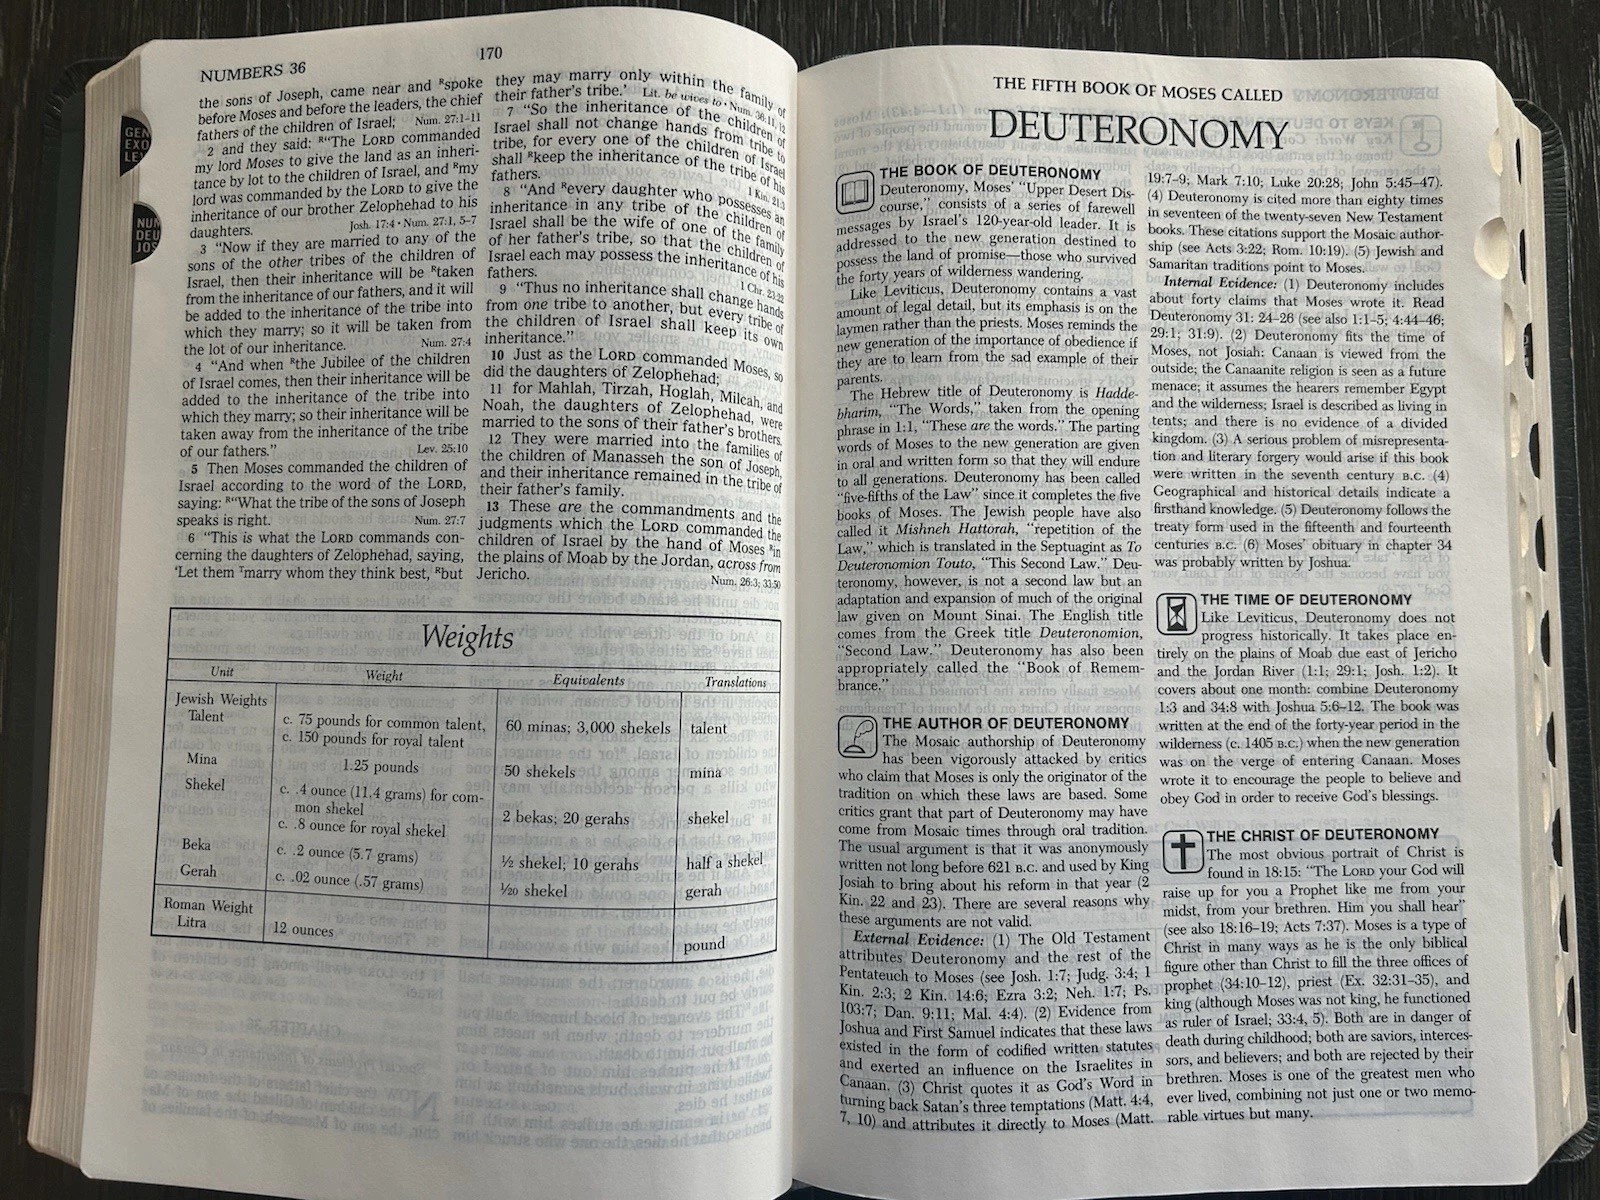 NUMBERS 36
170
the sons of Joseph, came near and ᴿspoke
before Moses and before the leaders, the chief
fathers of the children of Israel; Num. 27:1–11
2 and they said: ᴿ“The LORD commanded
my lord Moses to give the land as an inheri-
tance by lot to the children of Israel, and ᴿmy
lord was commanded by the LORD to give the
inheritance of our brother Zelophehad to his
daughters. Josh. 17:4 • Num. 27:1, 5–7
3 “Now if they are married to any of the
sons of the other tribes of the children of
Israel, then their inheritance will be ᴿtaken
from the inheritance of our fathers, and it will
be added to the inheritance of the tribe into
which they marry; so it will be taken from
the lot of our inheritance. Num. 27:4
4 “And when ᴿthe Jubilee of the children
of Israel comes, then their inheritance will be
added to the inheritance of the tribe into
which they marry; so their inheritance will be
taken away from the inheritance of the tribe
of our fathers.” Lev. 25:10
5 Then Moses commanded the children of
Israel according to the word of the LORD,
saying: ᴿ“What the tribe of the sons of Joseph
speaks is right. Num. 27:7
6 “This is what the LORD commands con-
cerning the daughters of Zelophehad, saying,
‘Let them ᵀmarry whom they think best, ᴿbut
they may marry only within the family of
their father’s tribe.’ Lit. be wives to • Num. 36:11, 12
7 “So the inheritance of the children of
Israel shall not change hands from tribe to
tribe, for every one of the children of Israel
shall ᴿkeep the inheritance of the tribe of his
fathers. 1 Kin. 21:3
8 “And ᴿevery daughter who possesses an
inheritance in any tribe of the children of
Israel shall be the wife of one of the family
of her father’s tribe, so that the children of
Israel each may possess the inheritance of his
fathers. 1 Chr. 23:22
9 “Thus no inheritance shall change hands
from one tribe to another, but every tribe of
the children of Israel shall keep its own
inheritance.”
10 Just as the LORD commanded Moses, so
did the daughters of Zelophehad;
11 for Mahlah, Tirzah, Hoglah, Milcah, and
Noah, the daughters of Zelophehad, were
married to the sons of their father’s brothers.
12 They were married into the families of
the children of Manasseh the son of Joseph,
and their inheritance remained in the tribe of
their father’s family.
13 These are the commandments and the
judgments which the LORD commanded the
children of Israel by the hand of Moses ᴿin
the plains of Moab by the Jordan, across from
Jericho. Num. 26:3; 33:50
Weights
Unit Weight Equivalents Translations
Jewish Weights
Talent c. 75 pounds for common talent, 60 minas; 3,000 shekels talent
c. 150 pounds for royal talent
Mina 1.25 pounds 50 shekels mina
Shekel c. .4 ounce (11.4 grams) for com-
mon shekel 2 bekas; 20 gerahs shekel
c. .8 ounce for royal shekel
Beka c. .2 ounce (5.7 grams) ½ shekel; 10 gerahs half a shekel
Gerah c. .02 ounce (.57 grams) 1/20 shekel gerah
Roman Weight
Litra 12 ounces pound
GEN
EXO
LEV
NUM
DEU
JOS
THE FIFTH BOOK OF MOSES CALLED
DEUTERONOMY
THE BOOK OF DEUTERONOMY
Deuteronomy, Moses’ “Upper Desert Dis-
course,” consists of a series of farewell
messages by Israel’s 120-year-old leader. It is
addressed to the new generation destined to
possess the land of promise—those who survived
the forty years of wilderness wandering.
Like Leviticus, Deuteronomy contains a vast
amount of legal detail, but its emphasis is on the
laymen rather than the priests. Moses reminds the
new generation of the importance of obedience if
they are to learn from the sad example of their
parents.
The Hebrew title of Deuteronomy is Hadde-
bharim, “The Words,” taken from the opening
phrase in 1:1, “These are the words.” The parting
words of Moses to the new generation are given
in oral and written form so that they will endure
to all generations. Deuteronomy has been called
“five-fifths of the Law” since it completes the five
books of Moses. The Jewish people have also
called it Mishneh Hattorah, “repetition of the
Law,” which is translated in the Septuagint as To
Deuteronomion Touto, “This Second Law.” Deu-
teronomy, however, is not a second law but an
adaptation and expansion of much of the original
law given on Mount Sinai. The English title
comes from the Greek title Deuteronomion,
“Second Law.” Deuteronomy has also been
appropriately called the “Book of Remem-
brance.”
THE AUTHOR OF DEUTERONOMY
The Mosaic authorship of Deuteronomy
has been vigorously attacked by critics
who claim that Moses is only the originator of the
tradition on which these laws are based. Some
critics grant that part of Deuteronomy may have
come from Mosaic times through oral tradition.
The usual argument is that it was anonymously
written not long before 621 B.C. and used by King
Josiah to bring about his reform in that year (2
Kin. 22 and 23). There are several reasons why
these arguments are not valid.
External Evidence: (1) The Old Testament
attributes Deuteronomy and the rest of the
Pentateuch to Moses (see Josh. 1:7; Judg. 3:4; 1
Kin. 2:3; 2 Kin. 14:6; Ezra 3:2; Neh. 1:7; Ps.
103:7; Dan. 9:11; Mal. 4:4). (2) Evidence from
Joshua and First Samuel indicates that these laws
existed in the form of codified written statutes
and exerted an influence on the Israelites in
Canaan. (3) Christ quotes it as God’s Word in
turning back Satan’s three temptations (Matt. 4:4,
7, 10) and attributes it directly to Moses (Matt.
19:7–9; Mark 7:10; Luke 20:28; John 5:45–47).
(4) Deuteronomy is cited more than eighty times
in seventeen of the twenty-seven New Testament
books. These citations support the Mosaic author-
ship (see Acts 3:22; Rom. 10:19). (5) Jewish and
Samaritan traditions point to Moses.
Internal Evidence: (1) Deuteronomy includes
about forty claims that Moses wrote it. Read
Deuteronomy 31: 24–26 (see also 1:1–5; 4:44–46;
29:1; 31:9). (2) Deuteronomy fits the time of
Moses, not Josiah: Canaan is viewed from the
outside; the Canaanite religion is seen as a future
menace; it assumes the hearers remember Egypt
and the wilderness; Israel is described as living in
tents; and there is no evidence of a divided
kingdom. (3) A serious problem of misrepresenta-
tion and literary forgery would arise if this book
were written in the seventh century B.C. (4)
Geographical and historical details indicate a
firsthand knowledge. (5) Deuteronomy follows the
treaty form used in the fifteenth and fourteenth
centuries B.C. (6) Moses’ obituary in chapter 34
was probably written by Joshua.
THE TIME OF DEUTERONOMY
Like Leviticus, Deuteronomy does not
progress historically. It takes place en-
tirely on the plains of Moab due east of Jericho
and the Jordan River (1:1; 29:1; Josh. 1:2). It
covers about one month: combine Deuteronomy
1:3 and 34:8 with Joshua 5:6–12. The book was
written at the end of the forty-year period in the
wilderness (c. 1405 B.C.) when the new generation
was on the verge of entering Canaan. Moses
wrote it to encourage the people to believe and
obey God in order to receive God’s blessings.
THE CHRIST OF DEUTERONOMY
The most obvious portrait of Christ is
found in 18:15: “The LORD your God will
raise up for you a Prophet like me from your
midst, from your brethren. Him you shall hear”
(see also 18:16–19; Acts 7:37). Moses is a type of
Christ in many ways as he is the only biblical
figure other than Christ to fill the three offices of
prophet (34:10–12), priest (Ex. 32:31–35), and
king (although Moses was not king, he functioned
as ruler of Israel; 33:4, 5). Both are in danger of
death during childhood; both are saviors, interces-
sors, and believers; and both are rejected by their
brethren. Moses is one of the greatest men who
ever lived, combining not just one or two memo-
rable virtues but many.